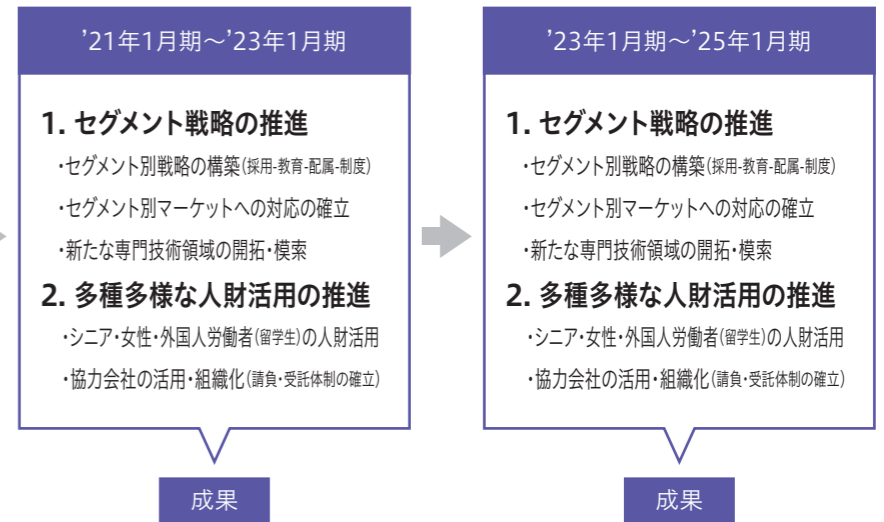 ’21年1月期～’23年1月期
1. セグメント戦略の推進
・セグメント別戦略の構築(採用-教育-配属-制度)
・セグメント別マーケットへの対応の確立
・新たな専門技術領域の開拓・模索
2. 多種多様な人財活用の推進
・シニア・女性・外国人労働者(留学生)の人財活用
・協力会社の活用・組織化(請負・受託体制の確立)
成果
’23年1月期～’25年1月期
1. セグメント戦略の推進
・セグメント別戦略の構築(採用-教育-配属-制度)
・セグメント別マーケットへの対応の確立
・新たな専門技術領域の開拓・模索
2. 多種多様な人財活用の推進
・シニア・女性・外国人労働者(留学生)の人財活用
・協力会社の活用・組織化(請負・受託体制の確立)
成果